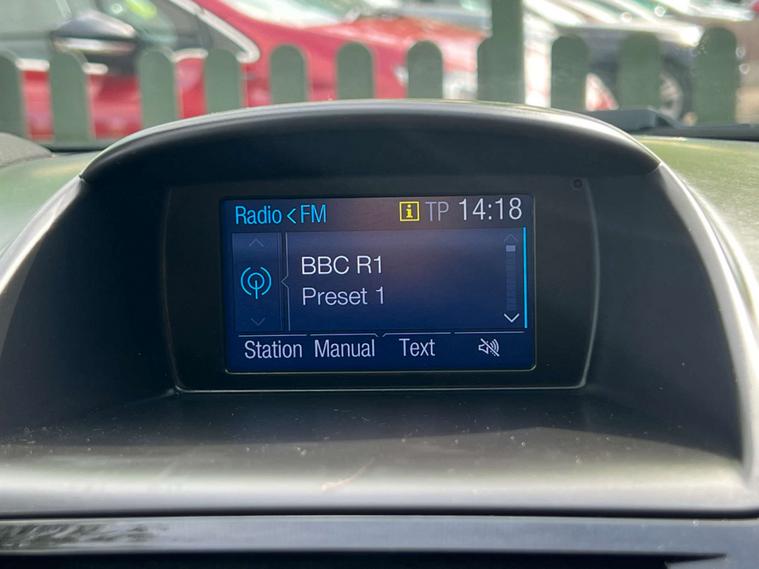 Radio < FM i TP 14:18
BBC R1
Preset 1
Station Manual Text